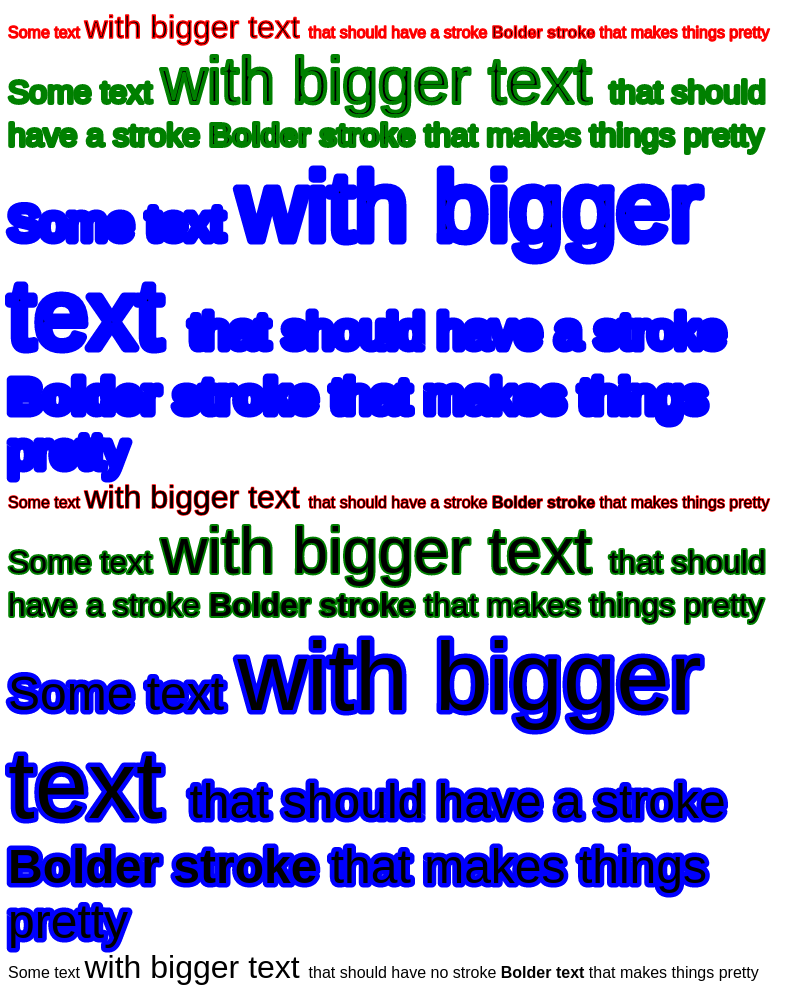 Some text with bigger text that should have a stroke Bolder stroke that makes things pretty
Some text with bigger text that should
have a stroke Bolder stroke that makes things pretty
Some text with bigger
text that should have a stroke
Bolder stroke that makes things
pretty
Some text with bigger text that should have a stroke Bolder stroke that makes things pretty
Some text with bigger text that should
have a stroke Bolder stroke that makes things pretty
Some text with bigger
text that should have a stroke
Bolder stroke that makes things
pretty
Some text with bigger text that should have no stroke Bolder text that makes things pretty